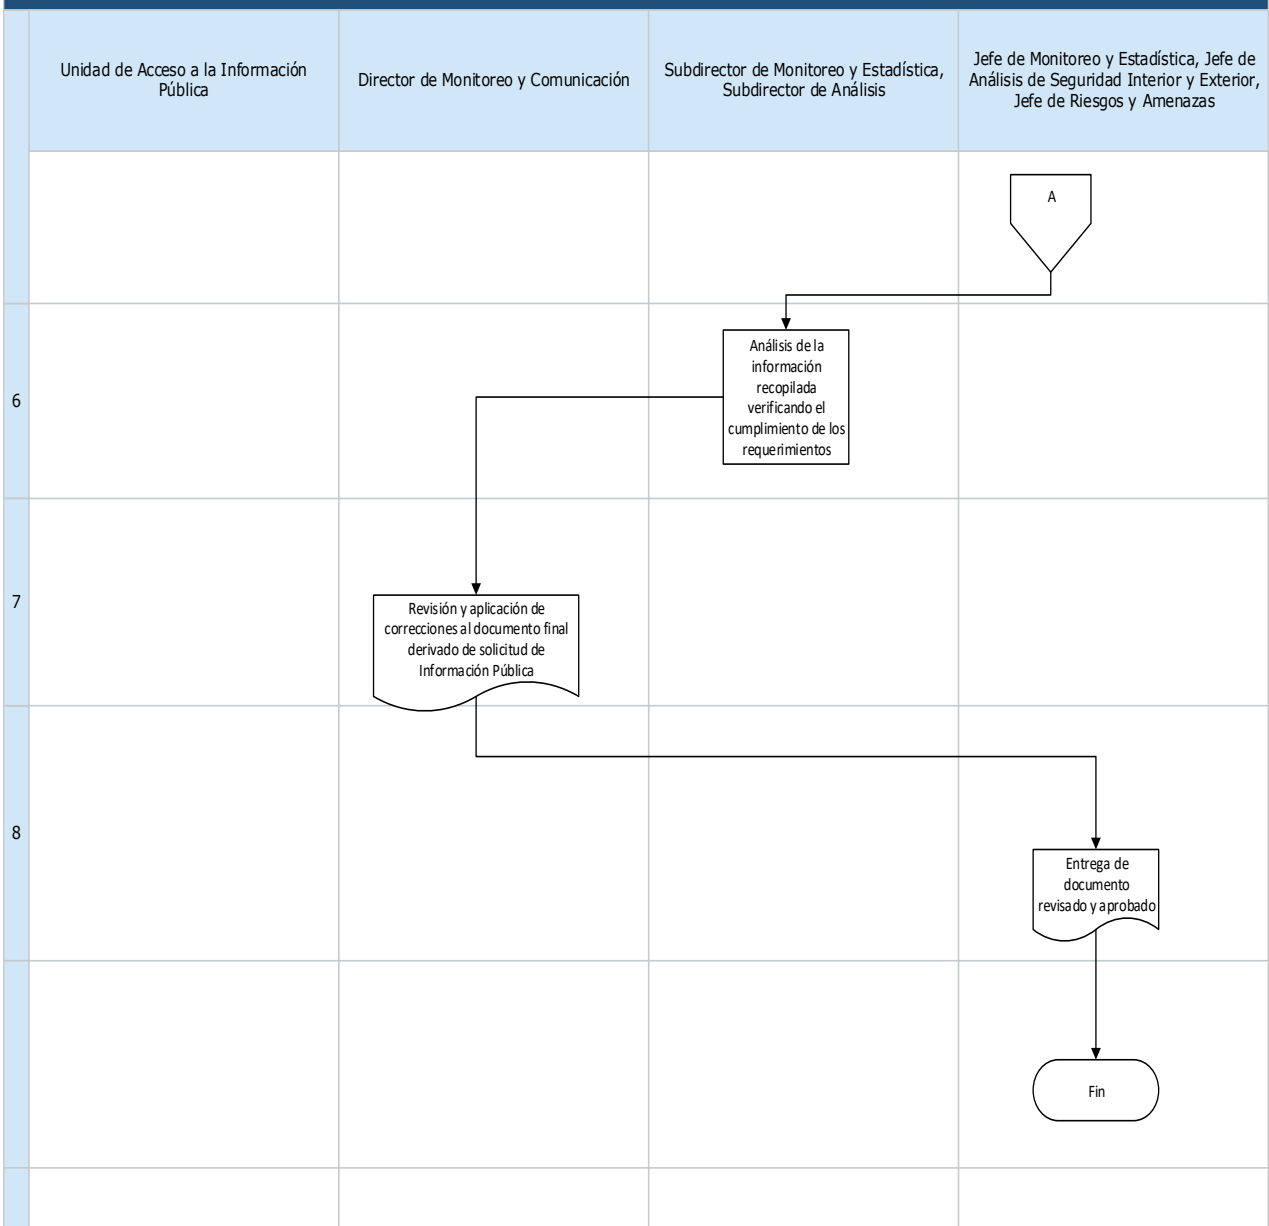 Unidad de Acceso a la Información
Pública
Director de Monitoreo y Comunicación
Subdirector de Monitoreo y Estadística,
Subdirector de Análisis
Jefe de Monitoreo y Estadística, Jefe de
Análisis de Seguridad Interior y Exterior,
Jefe de Riesgos y Amenazas
A
6
Análisis de la
información
recopilada
verificando el
cumplimiento de los
requerimientos
7
Revisión y aplicación de
correcciones al documento final
derivado de solicitud de
Información Pública
8
Entrega de
documento
revisado y aprobado
Fin